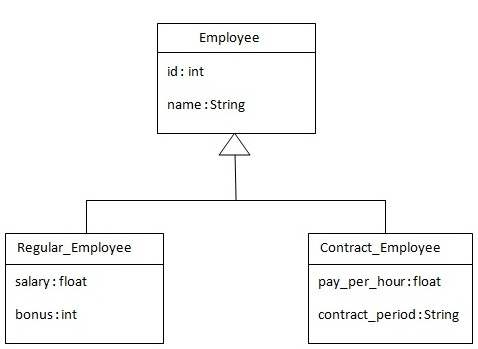 Employee
id : int
name : String
Regular_Employee
salary : float
bonus : int
Contract_Employee
pay_per_hour : float
contract_period : String